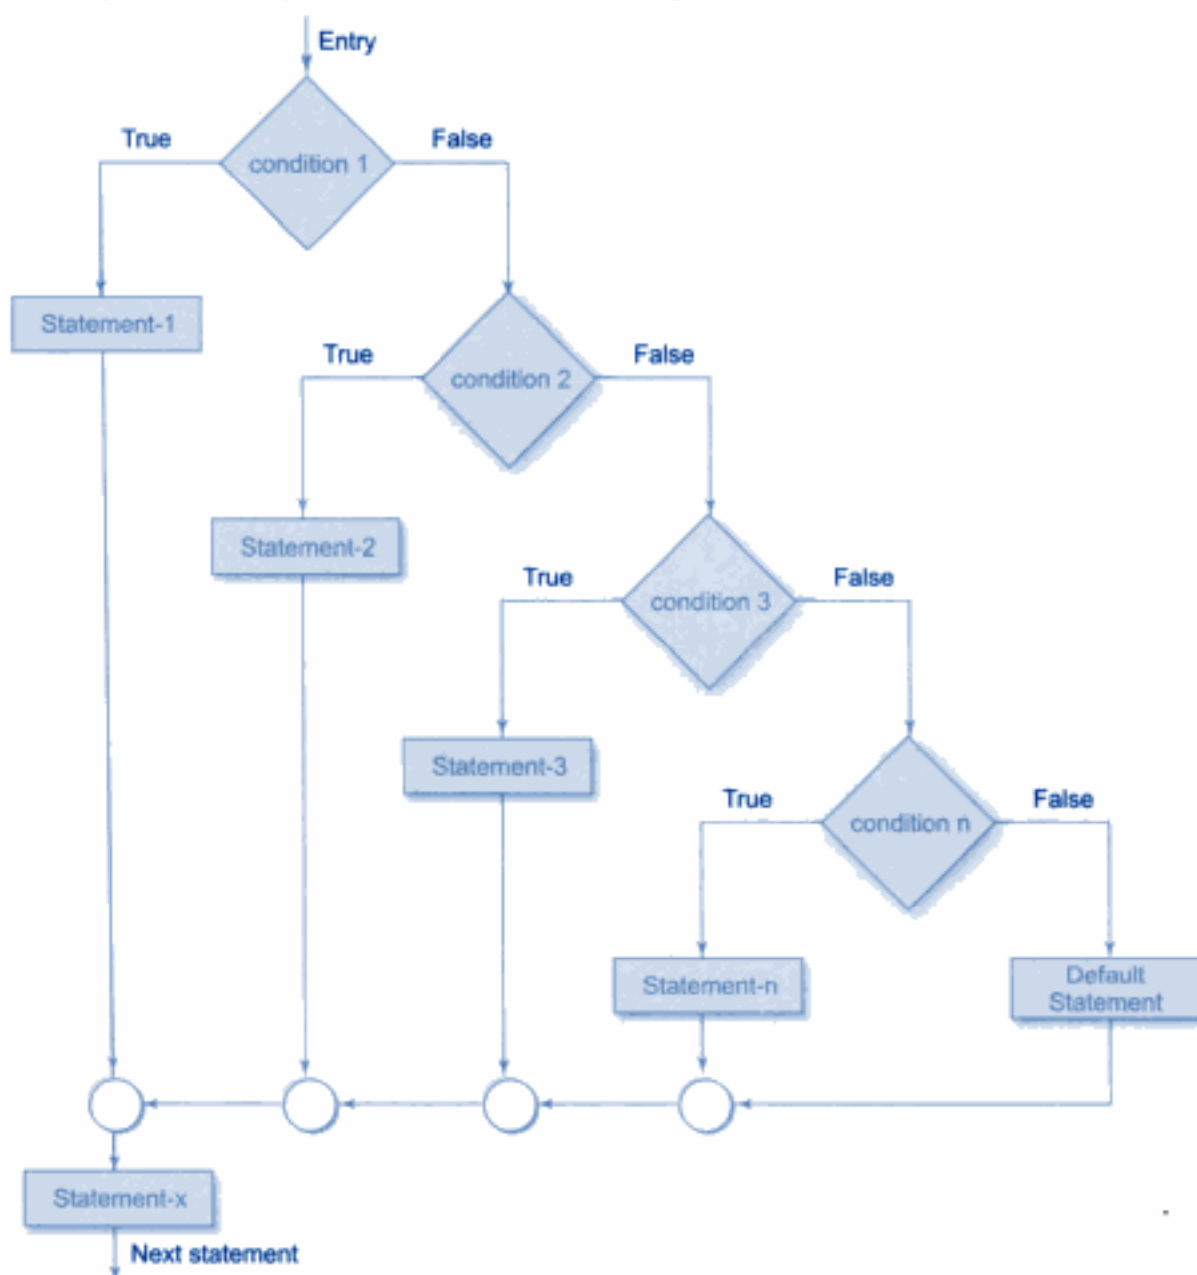 Entry
True
False
condition 1
Statement-1
True
False
condition 2
Statement-2
True
False
condition 3
Statement-3
True
False
condition n
Statement-n
Default
Statement
Statement-x
Next statement